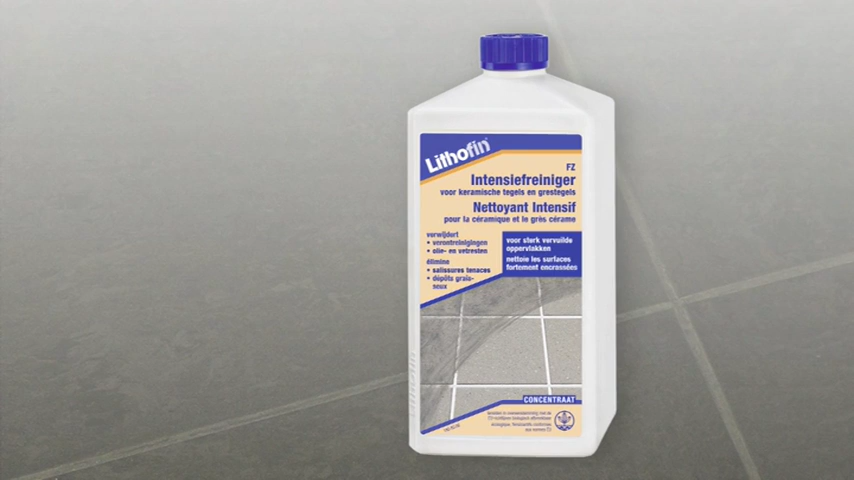 Lithofin
FZ
Intensiefreiniger
voor keramische tegels en grestegels
Nettoyant Intensif
pour la céramique et le grès cérame
verwijdert
• verontreinigingen
• olie- en vetresten
élimine
• salissures tenaces
• dépôts grais-
seux
voor sterk vervuilde
oppervlakken
nettoie les surfaces
fortement encrassées
CONCENTRAAT